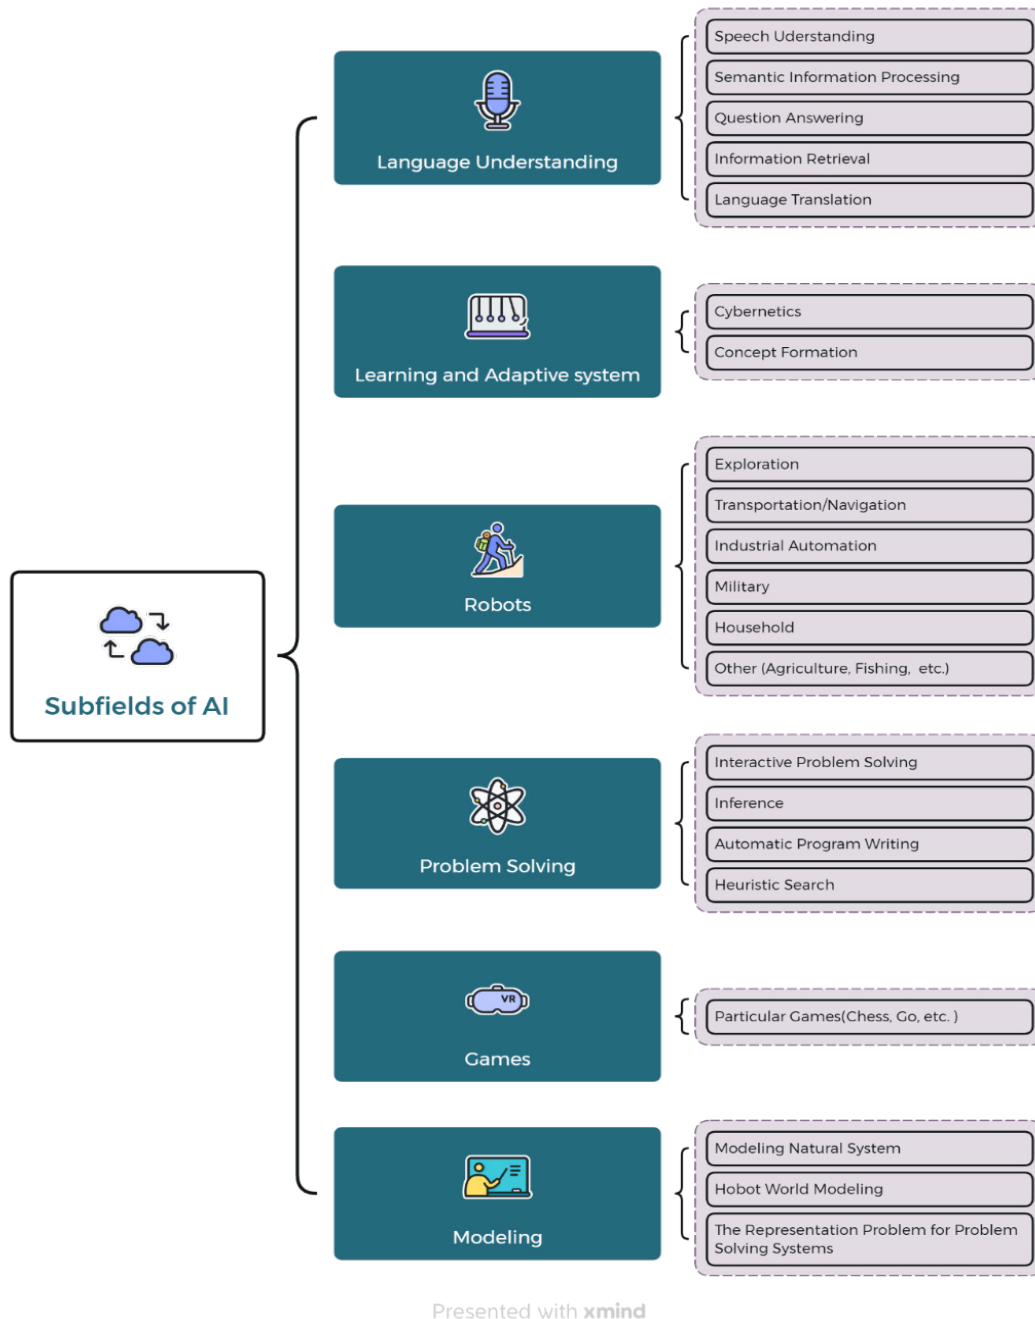 Subfields of AI
Language Understanding
Speech Uderstanding
Semantic Information Processing
Question Answering
Information Retrieval
Language Translation
Learning and Adaptive system
Cybernetics
Concept Formation
Robots
Exploration
Transportation/Navigation
Industrial Automation
Military
Household
Other (Agriculture, Fishing, etc.)
Problem Solving
Interactive Problem Solving
Inference
Automatic Program Writing
Heuristic Search
VR
Games
Particular Games(Chess, Go, etc. )
Modeling
Modeling Natural System
Hobot World Modeling
The Representation Problem for Problem
Solving Systems
Presented with xmind